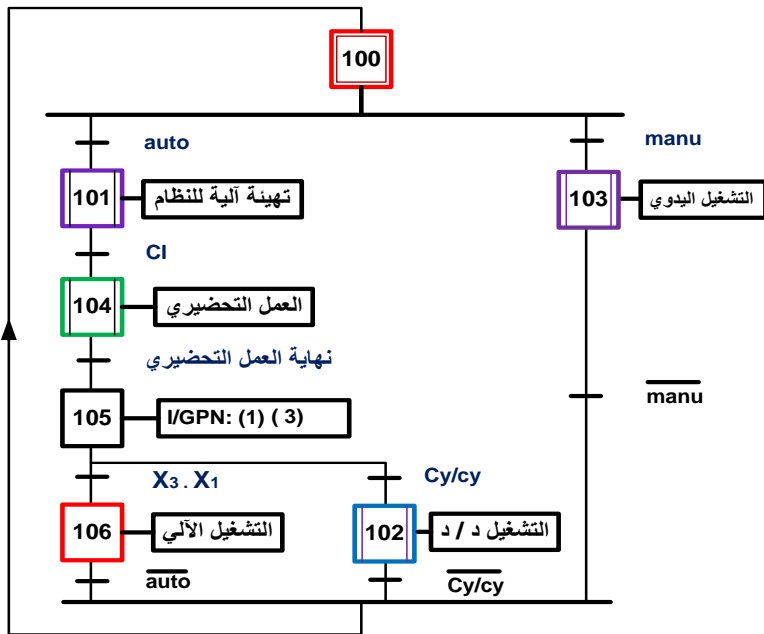 100
auto
manu
101
تهيئة آلية للنظام
103
التشغيل اليدوي
CI
104
العمل التحضيري
نهاية العمل التحضيري
105
I/GPN: (1) ( 3)
manu
X3 . X1
Cy/cy
106
التشغيل الآلي
102
التشغيل د / د
auto
Cy/cy